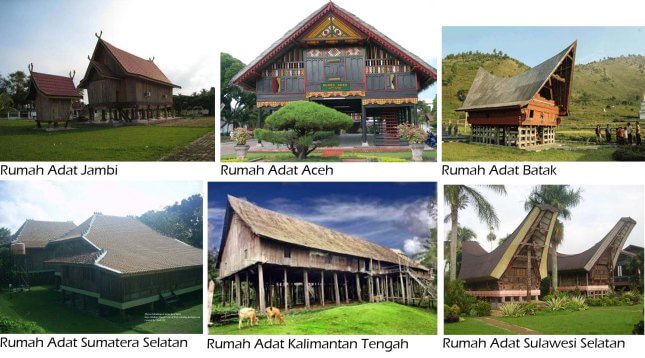 Rumah Adat Jambi
Rumah Adat Aceh
Rumah Adat Batak
Rumah Adat Sumatera Selatan
Rumah Adat Kalimantan Tengah
Rumah Adat Sulawesi Selatan